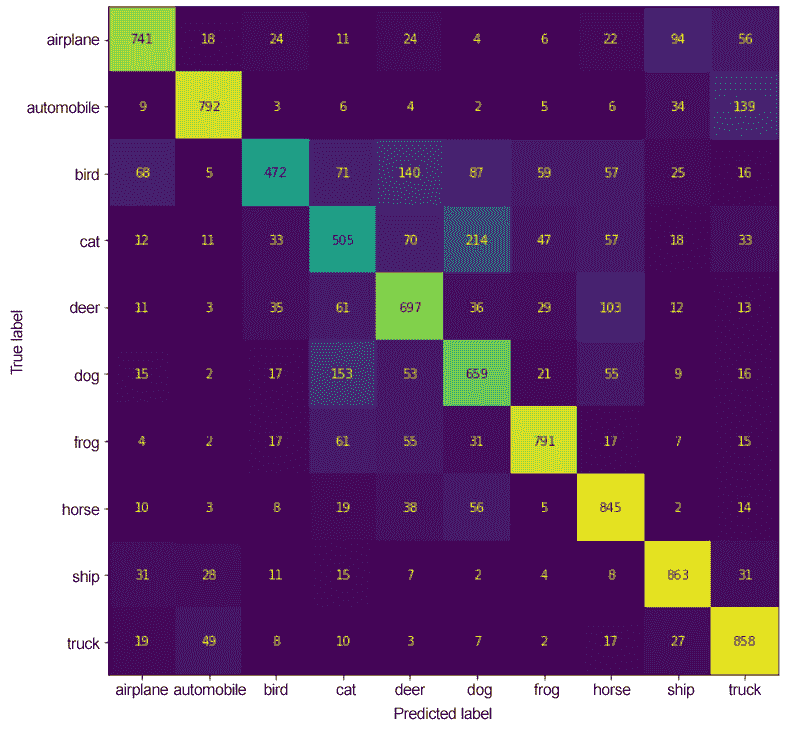 airplane 741 18 24 11 24 4 6 22 94 56
automobile 9 792 3 6 4 2 5 6 34 139
bird 68 5 472 71 140 87 59 57 25 16
cat 12 11 33 505 70 214 47 57 18 33
deer 11 3 35 61 697 36 29 103 12 13
dog 15 2 17 153 53 659 21 55 9 16
frog 4 2 17 61 55 31 791 17 7 15
horse 10 3 8 19 38 56 5 845 2 14
ship 31 28 11 15 7 2 4 8 863 31
truck 19 49 8 10 3 7 2 17 27 858
True label
airplane automobile bird cat deer dog frog horse ship truck
Predicted label